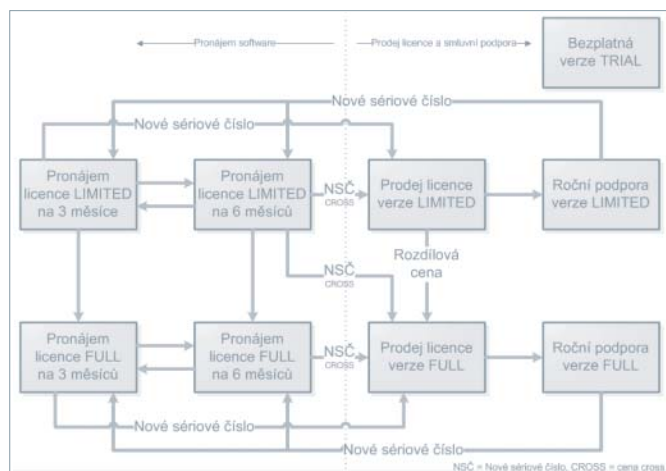 Pronájem software
Prodej licence a smluvní podpora
Bezplatná
verze TRIAL
Nové sériové číslo
Nové sériové číslo
Pronájem
licence LIMITED
na 3 měsíce
Pronájem
licence LIMITED
na 6 měsíců
NSČ
CROSS
Prodej licence
verze LIMITED
Roční podpora
verze LIMITED
NSČ
CROSS
Rozdílová
cena
Pronájem
licence FULL
na 3 měsíců
Pronájem
licence FULL
na 6 měsíců
NSČ
CROSS
Prodej licence
verze FULL
Roční podpora
verze FULL
Nové sériové číslo
Nové sériové číslo
NSČ = Nové sériové číslo, CROSS = cena cross